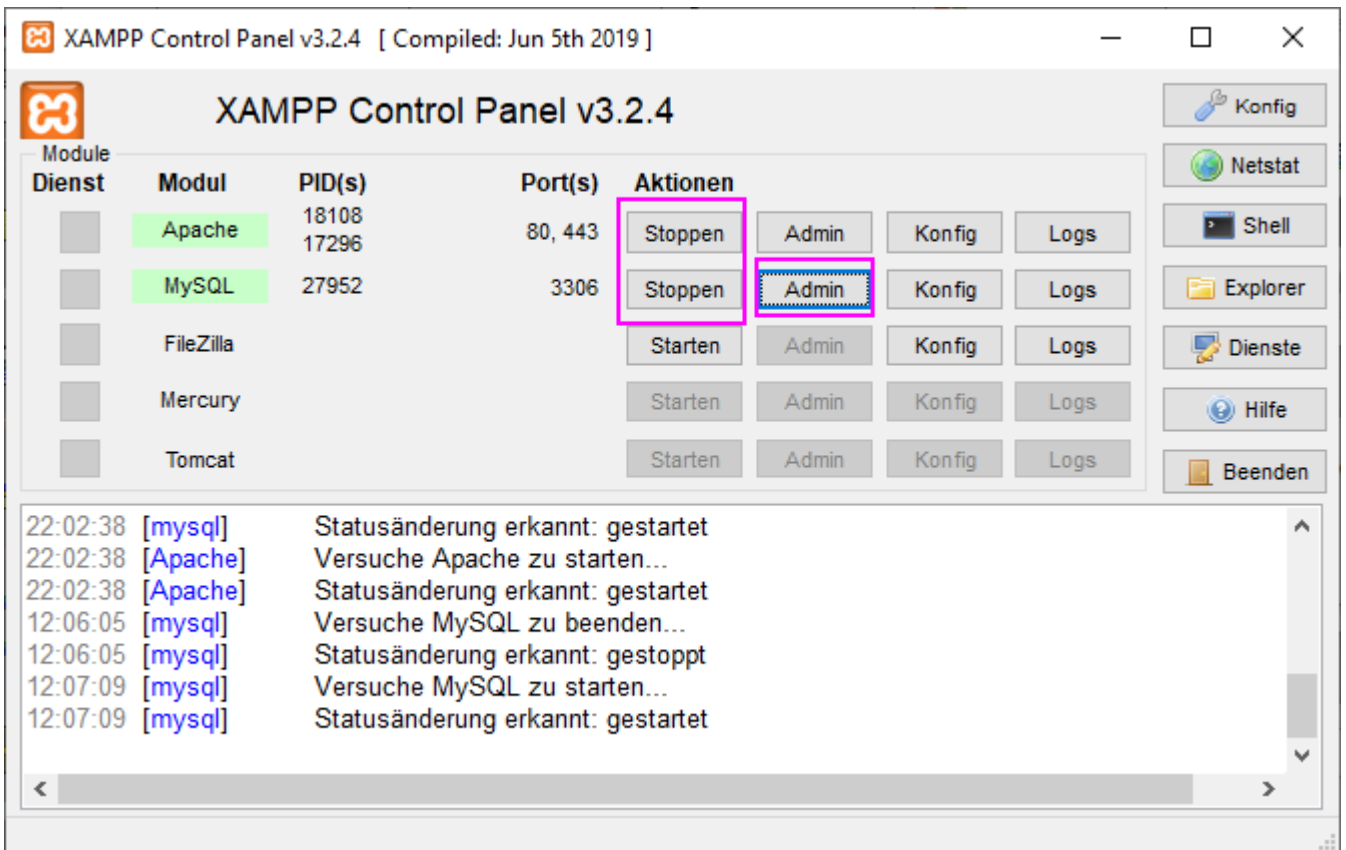 XAMPP Control Panel v3.2.4 [ Compiled: Jun 5th 2019 ]
XAMPP Control Panel v3.2.4
Konfig
Module
Netstat
Dienst Modul PID(s) Port(s) Aktionen
Apache 18108 17296 80, 443 Stoppen Admin Konfig Logs
Shell
MySQL 27952 3306 Stoppen Admin Konfig Logs
Explorer
FileZilla Starten Admin Konfig Logs
Dienste
Mercury Starten Admin Konfig Logs
Hilfe
Tomcat Starten Admin Konfig Logs
Beenden
22:02:38 [mysql] Statusänderung erkannt: gestartet
22:02:38 [Apache] Versuche Apache zu starten...
22:02:38 [Apache] Statusänderung erkannt: gestartet
12:06:05 [mysql] Versuche MySQL zu beenden...
12:06:05 [mysql] Statusänderung erkannt: gestoppt
12:07:09 [mysql] Versuche MySQL zu starten...
12:07:09 [mysql] Statusänderung erkannt: gestartet